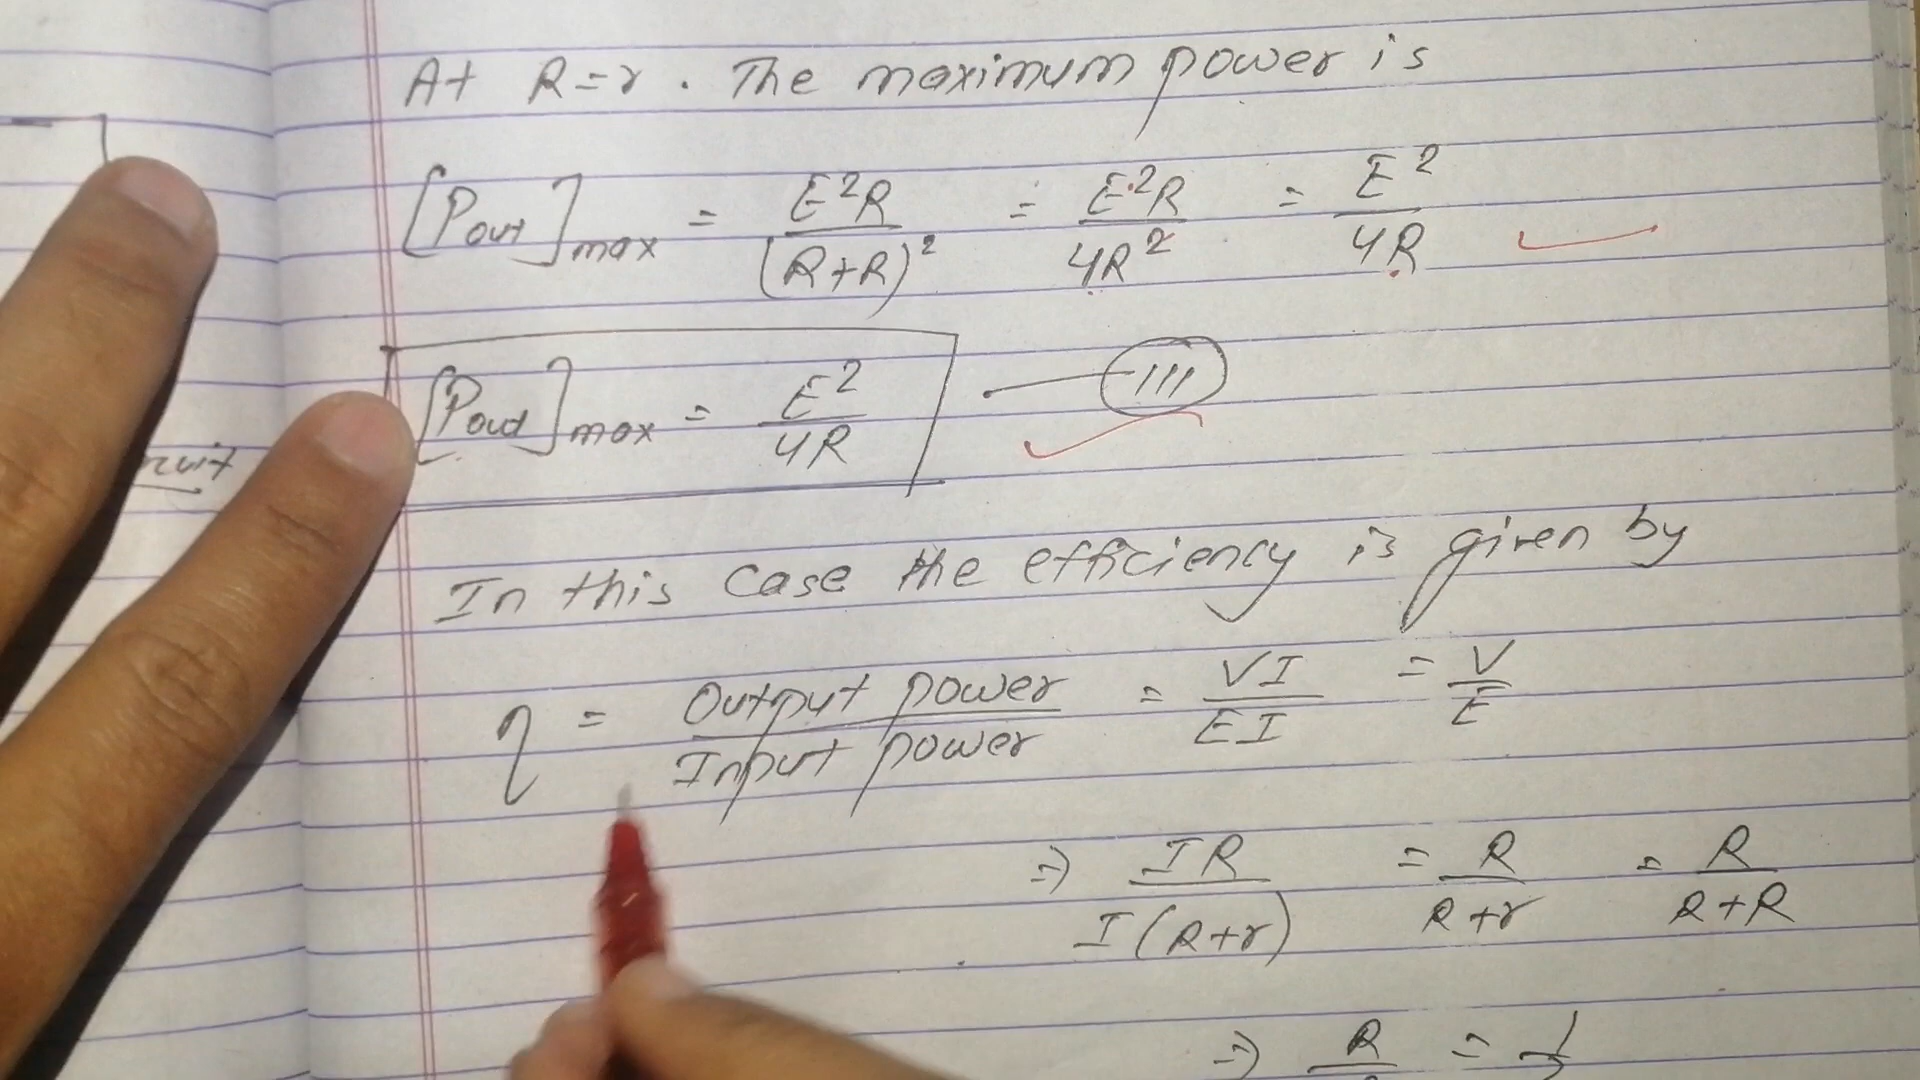 At R=r. The maximum power is
[Pout]max = E²R/(R+R)² = E²R/4R² = E²/4R
[Pout]max = E²/4R — III
In this case the efficiency is given by
η = Output power/Input power = VI/EI = V/E
⇒ IR/I(R+r) = R/R+r = R/R+R
⇒ R